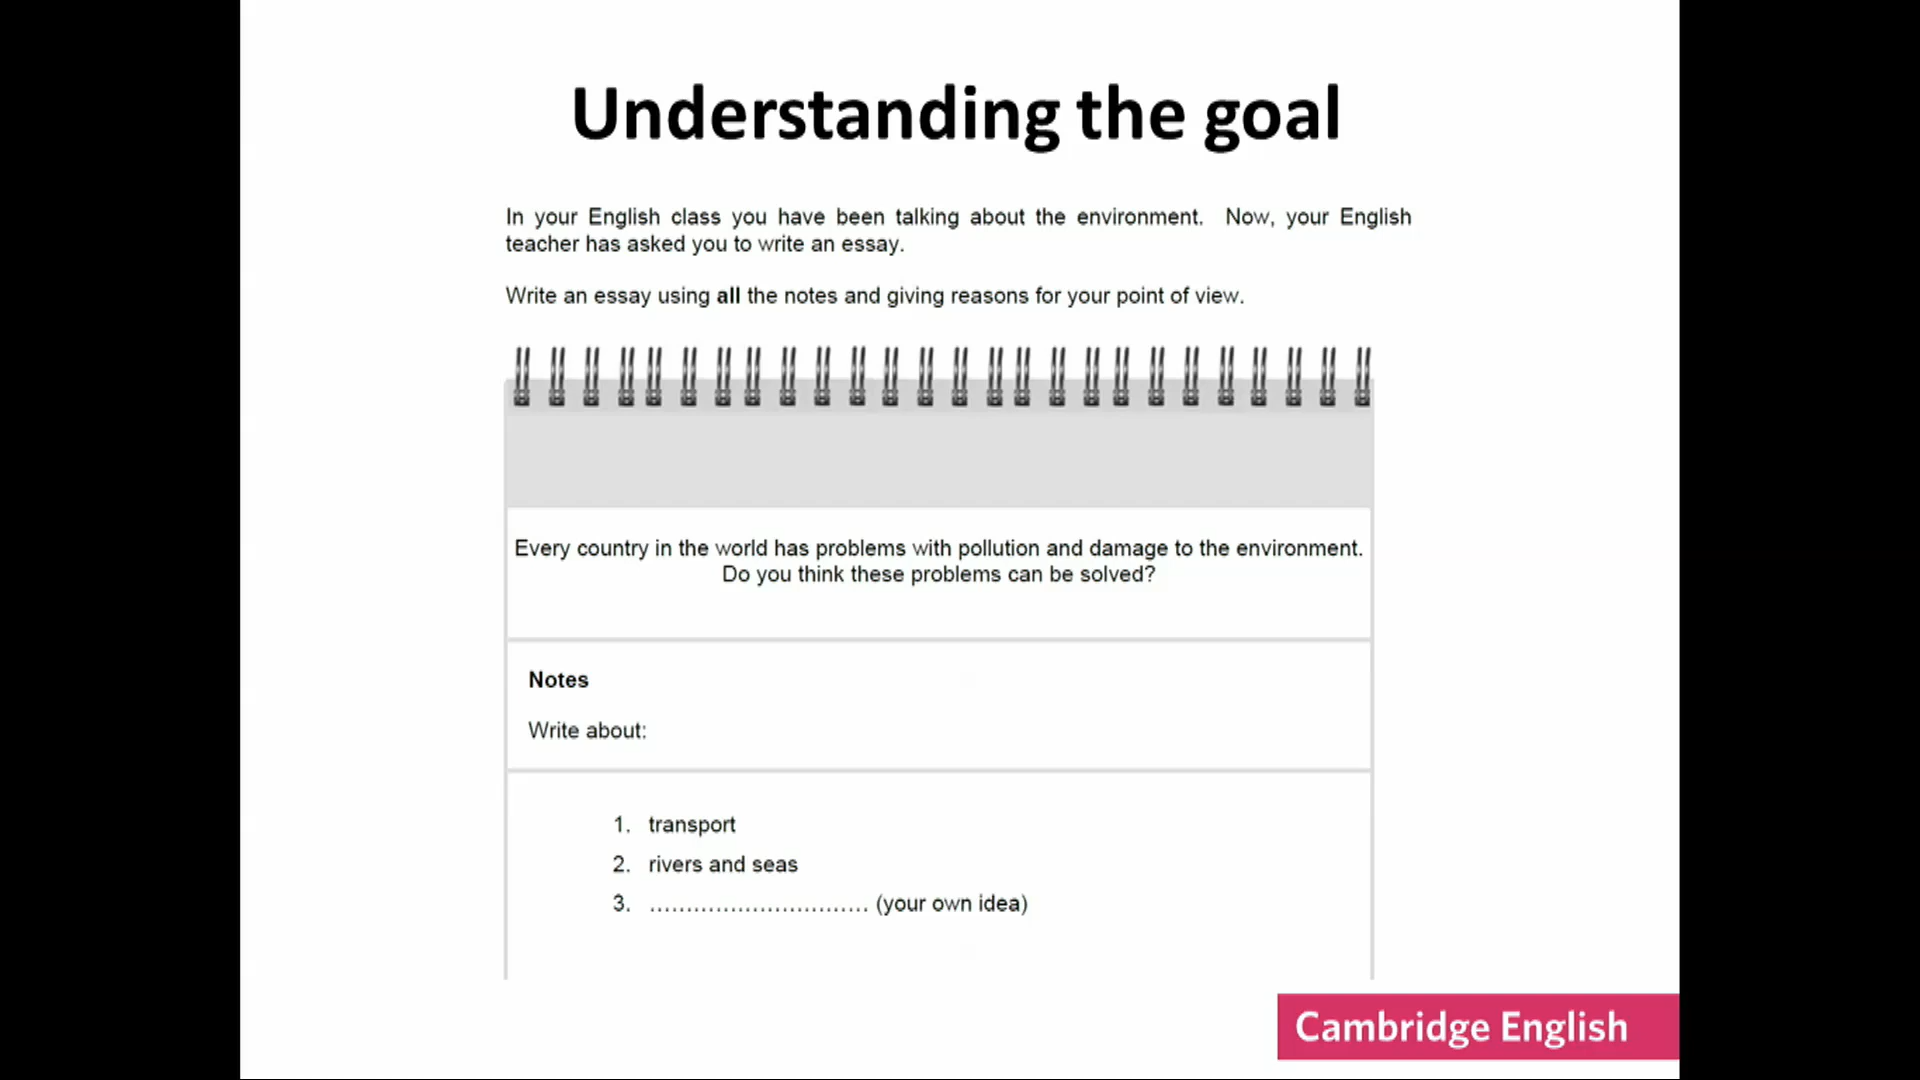 Understanding the goal
In your English class you have been talking about the environment. Now, your English
teacher has asked you to write an essay.
Write an essay using all the notes and giving reasons for your point of view.
Every country in the world has problems with pollution and damage to the environment.
Do you think these problems can be solved?
Notes
Write about:
1. transport
2. rivers and seas
3. .............................. (your own idea)
Cambridge English